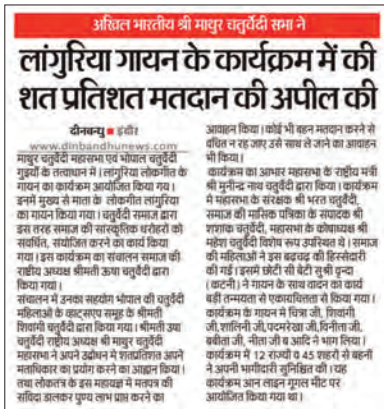 अखिल भारतीय श्री माथुर चतुर्वेदी सभा ने
लांगुरिया गायन के कार्यक्रम में की
शत प्रतिशत मतदान की अपील की
दीनबन्धु ■ इंदौर
www.dinbandhunews.com
माथुर चतुर्वेदी महासभा एवं भोपाल चतुर्वेदी
गुइयाँ के तत्वाधान में । लांगुरिया लोकगीत के
गायन का कार्यक्रम आयोजित किया गया ।
इनमें मुख्य से माता के लोकगीत लांगुरिया
का गायन किया गया। चतुर्वेदी समाज द्वारा
इस तरह समाज की सांस्कृतिक धरोहरों को
संवर्धित, संयोजित करने का कार्य किया
गया । इस कार्यक्रम का संचालन समाज की
राष्ट्रीय अध्यक्ष श्रीमती ऊषा चतुर्वेदी द्वारा
किया गया।
संचालन में उनका सहयोग भोपाल की चतुर्वेदी
महिलाओं के व्हाट्सएप समूह के श्रीमती
शिवांगी चतुर्वेदी द्वारा किया गया । श्रीमती उषा
चतुर्वेदी राष्ट्रीय अध्यक्ष श्री माथुर चतुर्वेदी
महासभा ने अपने उद्बोधन में शतप्रतिशत अपने
मताधिकार का प्रयोग करने का आह्वान किया ।
तथा लोकतंत्र के इस महायज्ञ में मतपत्र की
संविदा डालकर पुण्य लाभ प्राप्त करने का
आवाहन किया । कोई भी बहन मतदान करने से
वंचित न रह जाए उसे साथ ले जाने का आवाहन
भी किया।
कार्यक्रम का आभार महासभा के राष्ट्रीय मंत्री
श्री मुनीन्द्र नाथ चतुर्वेदी द्वारा किया । कार्यक्रम
में महासभा के संरक्षक श्री भरत चतुर्वेदी,
समाज की मासिक पत्रिका के संपादक श्री
शशांक चतुर्वेदी, महासभा के कोषाध्यक्ष श्री
महेश चतुर्वेदी विशेष रूप उपस्थित थे । समाज
की महिलाओं ने इस बढ़चढ़ की हिस्सेदारी
की गई । इसमें छोटी सी बेटी सुश्री वृन्दा
(कटनी) ने गायन के साथ वादन का कार्य
बड़ी तन्मयता से एकाग्रचित्तता से किया गया ।
कार्यक्रम के गायन में चित्रा जी, शिवांगी
जी,शालिनी जी,पदमरेखा जी,विनीता जी,
बबीता जी, नीता जी ब आदि ने भाग लिया ।
कार्यक्रम में 12 राज्यों व 45 शहरों से बहनों
ने अपनी भागीदारी सुनिश्चित की ।यह
कार्यक्रम आन लाइन गूगल मीट पर
आयोजित किया गया था ।